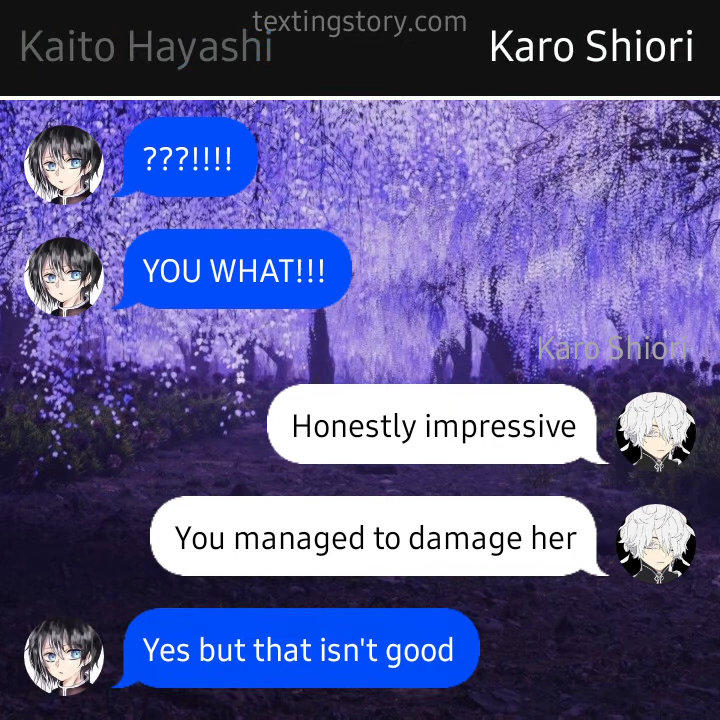 textingstory.com
Kaito Hayashi
Karo Shiori
???!!!!
YOU WHAT!!!
Karo Shiori
Honestly impressive
You managed to damage her
Yes but that isn't good